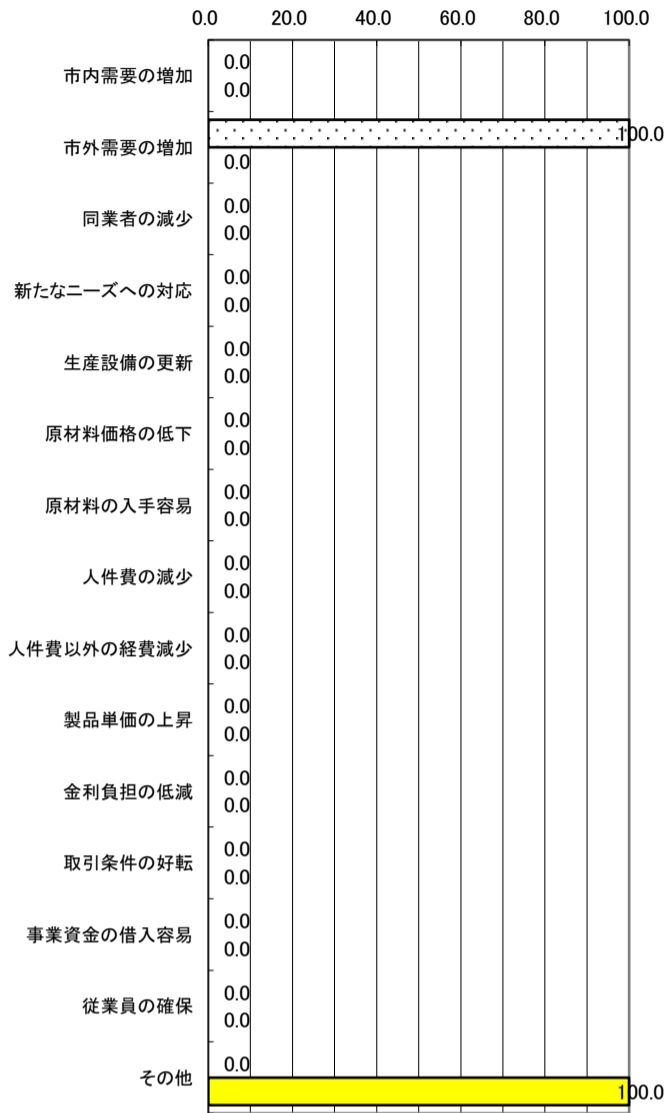 0.0 20.0 40.0 60.0 80.0 100.0
0.0
市内需要の増加
0.0
100.0
市外需要の増加
0.0
0.0
同業者の減少
0.0
0.0
新たなニーズへの対応
0.0
0.0
生産設備の更新
0.0
0.0
原材料価格の低下
0.0
0.0
原材料の入手容易
0.0
0.0
人件費の減少
0.0
0.0
人件費以外の経費減少
0.0
0.0
製品単価の上昇
0.0
0.0
金利負担の低減
0.0
0.0
取引条件の好転
0.0
0.0
事業資金の借入容易
0.0
0.0
従業員の確保
0.0
0.0
その他
100.0